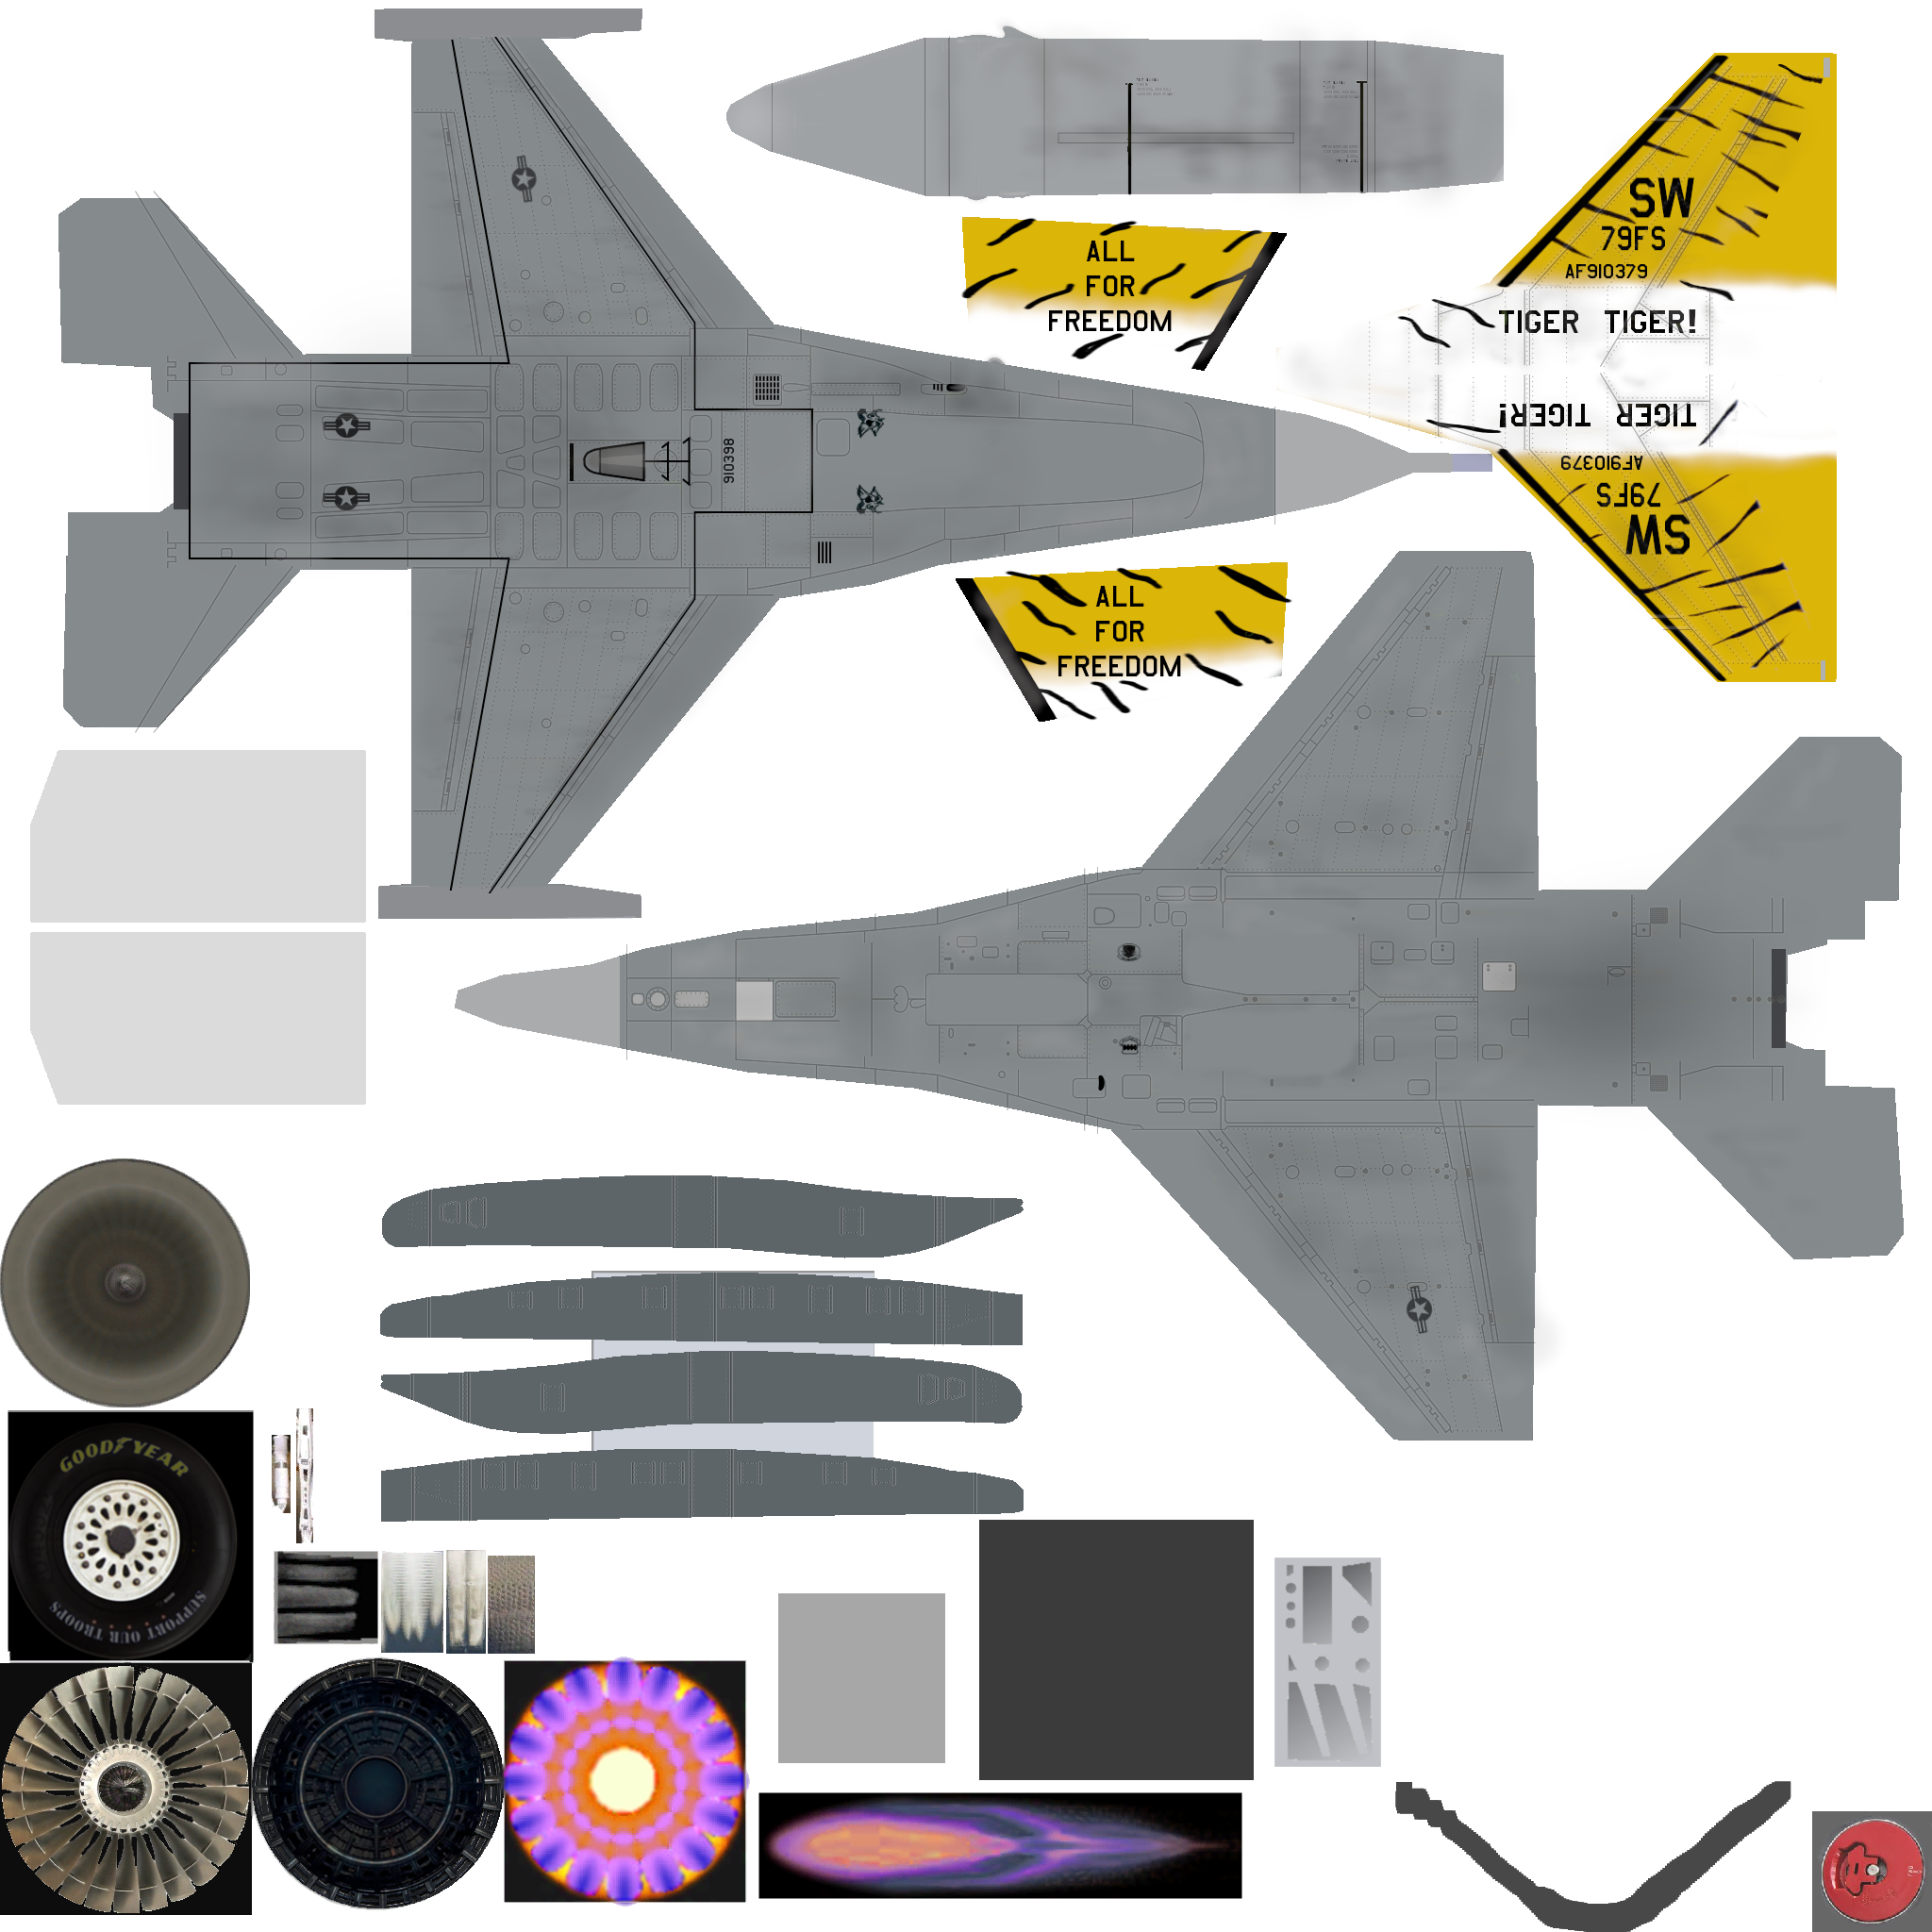 SW
79FS
AF910379
TIGER TIGER!
ALL
FOR
FREEDOM
TIGER TIGER!
AF910379
79FS
SW
910398
ALL
FOR
FREEDOM
GOODYEAR
SUPPORT OUR TROOPS